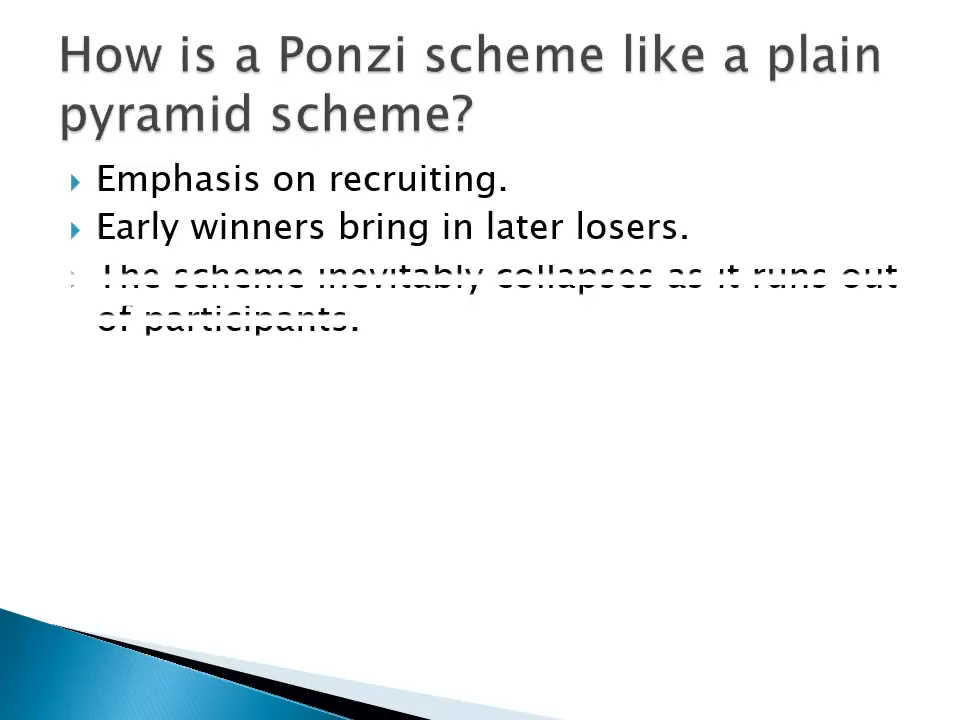 How is a Ponzi scheme like a plain
pyramid scheme?
Emphasis on recruiting.
Early winners bring in later losers.
The scheme inevitably collapses as it runs out
of participants.